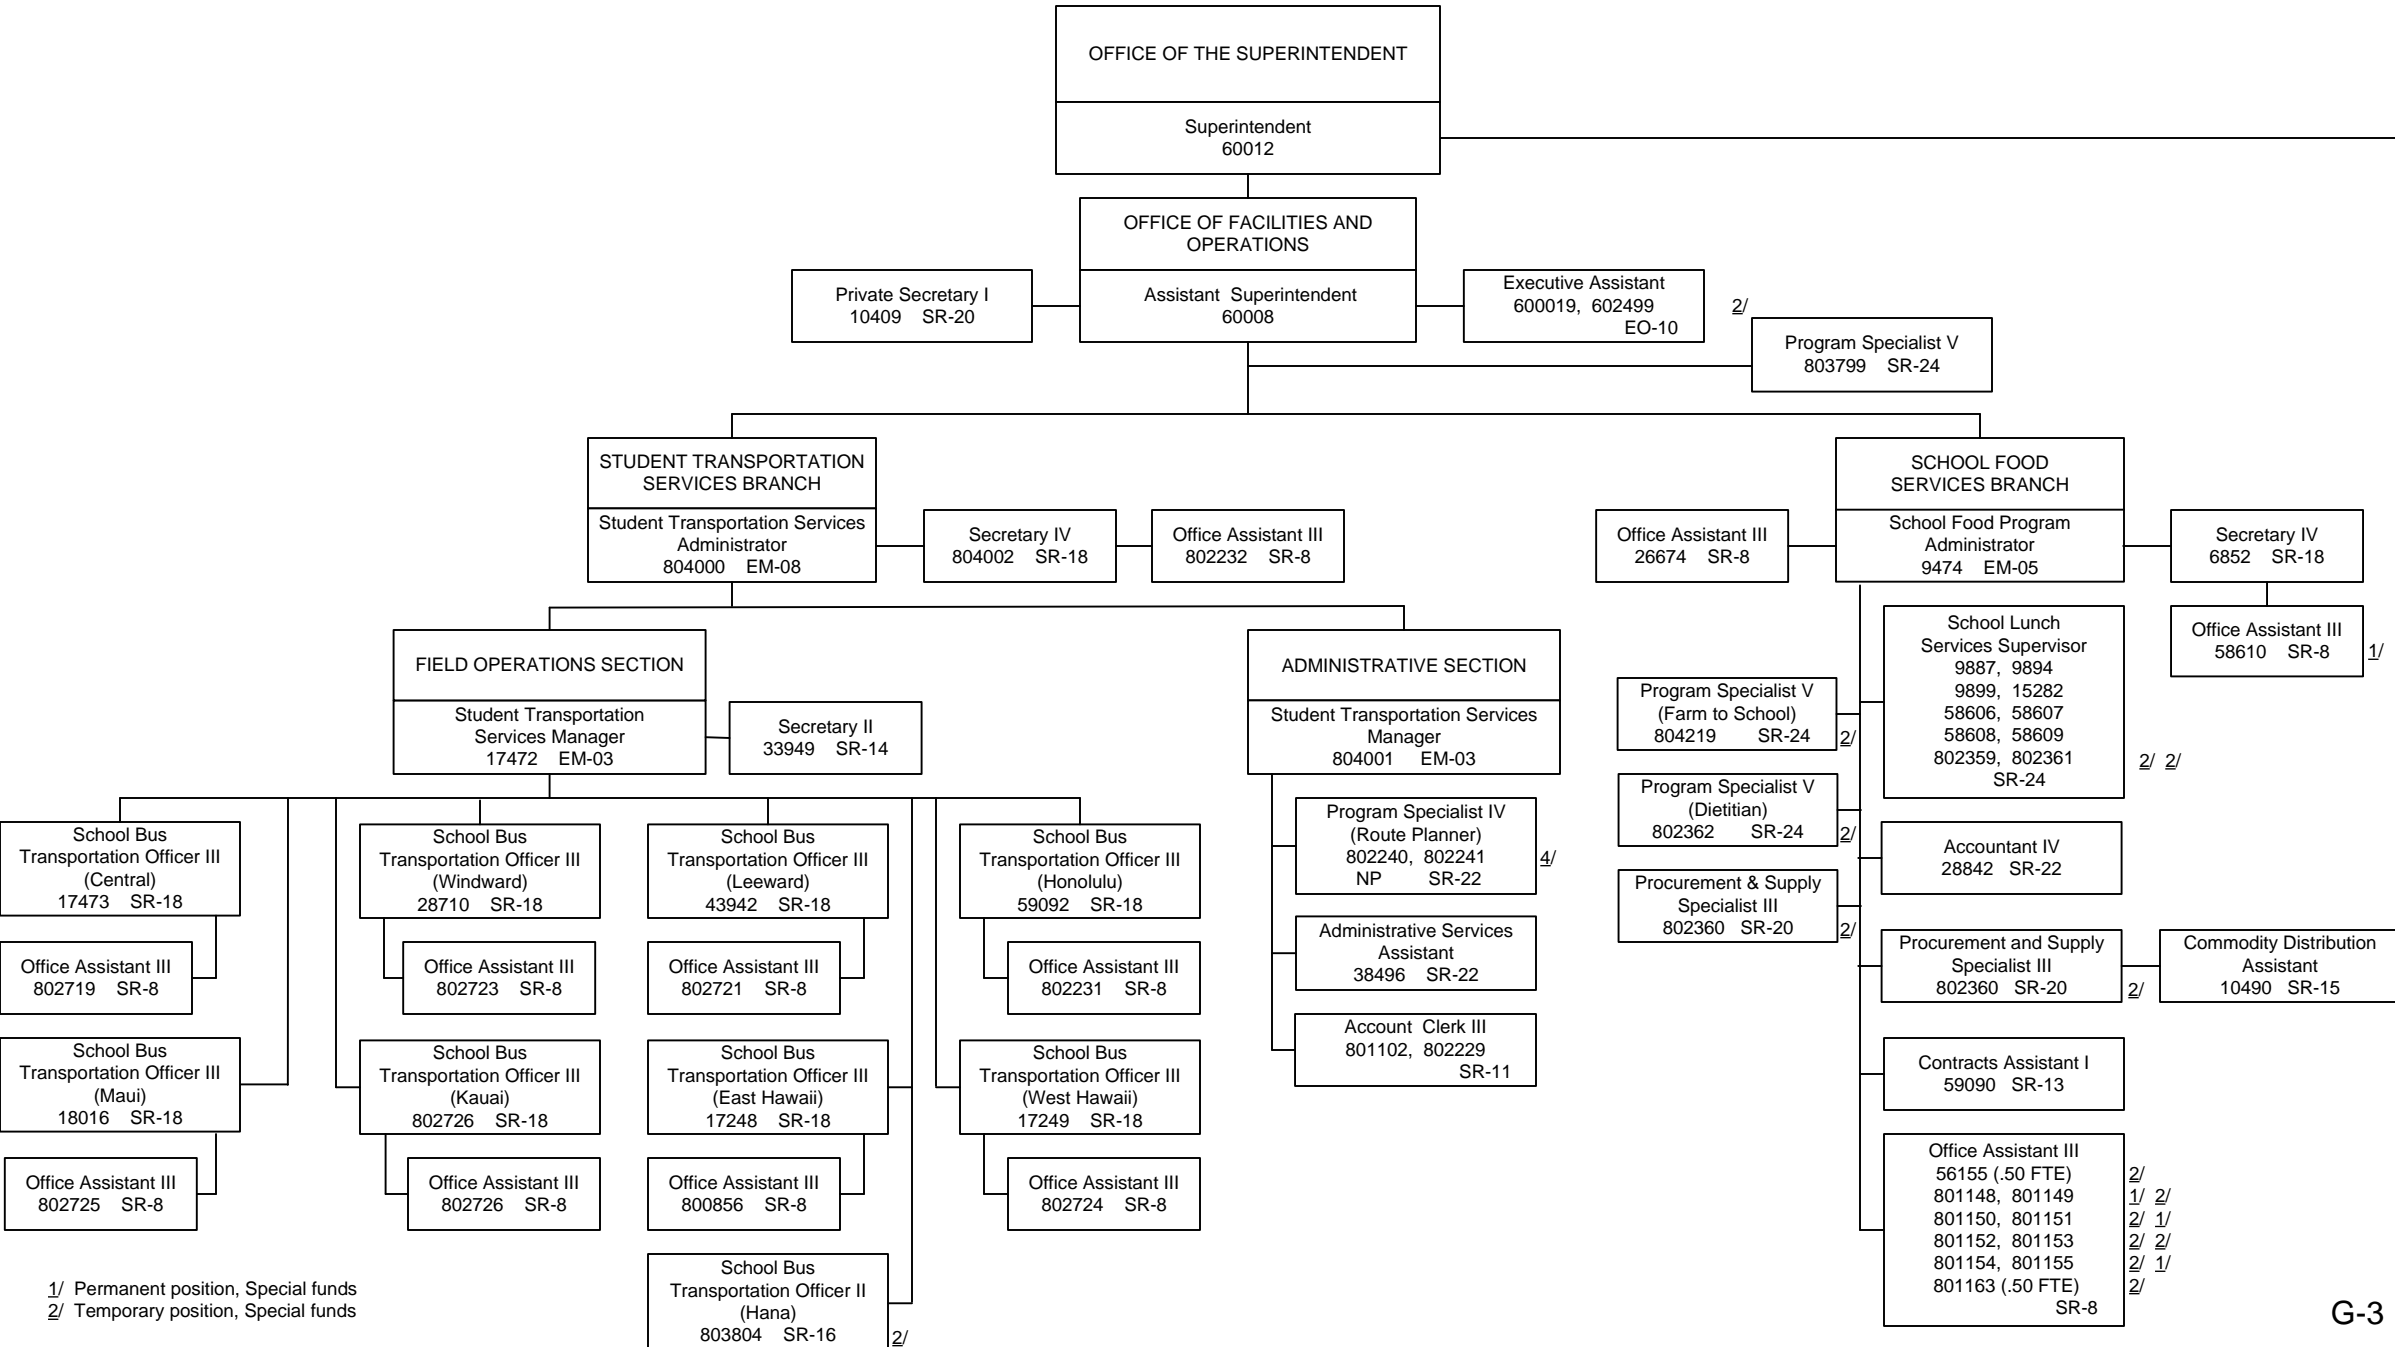 OFFICE OF THE SUPERINTENDENT
Superintendent
60012
OFFICE OF FACILITIES AND
OPERATIONS
Assistant Superintendent
60008
Private Secretary I
10409 SR-20
Executive Assistant
600019, 602499
EO-10
2/
Program Specialist V
803799 SR-24
STUDENT TRANSPORTATION
SERVICES BRANCH
Student Transportation Services
Administrator
804000 EM-08
Secretary IV
804002 SR-18
Office Assistant III
802232 SR-8
FIELD OPERATIONS SECTION
Student Transportation
Services Manager
17472 EM-03
Secretary II
33949 SR-14
School Bus
Transportation Officer III
(Central)
17473 SR-18
Office Assistant III
802719 SR-8
School Bus
Transportation Officer III
(Windward)
28710 SR-18
Office Assistant III
802723 SR-8
School Bus
Transportation Officer III
(Leeward)
43942 SR-18
Office Assistant III
802721 SR-8
School Bus
Transportation Officer III
(Honolulu)
59092 SR-18
Office Assistant III
802231 SR-8
School Bus
Transportation Officer III
(Maui)
18016 SR-18
Office Assistant III
802725 SR-8
School Bus
Transportation Officer III
(Kauai)
802726 SR-18
Office Assistant III
802726 SR-8
School Bus
Transportation Officer III
(East Hawaii)
17248 SR-18
Office Assistant III
800856 SR-8
School Bus
Transportation Officer III
(West Hawaii)
17249 SR-18
Office Assistant III
802724 SR-8
School Bus
Transportation Officer II
(Hana)
803804 SR-16
2/
ADMINISTRATIVE SECTION
Student Transportation Services
Manager
804001 EM-03
Program Specialist IV
(Route Planner)
802240, 802241
NP SR-22
4/
Administrative Services
Assistant
38496 SR-22
Account Clerk III
801102, 802229
SR-11
SCHOOL FOOD
SERVICES BRANCH
School Food Program
Administrator
9474 EM-05
Office Assistant III
26674 SR-8
Secretary IV
6852 SR-18
Office Assistant III
58610 SR-8
1/
School Lunch
Services Supervisor
9887, 9894
9899, 15282
58606, 58607
58608, 58609
802359, 802361
SR-24
2/ 2/
Program Specialist V
(Farm to School)
804219 SR-24
2/
Program Specialist V
(Dietitian)
802362 SR-24
2/
Procurement & Supply
Specialist III
802360 SR-20
2/
Accountant IV
28842 SR-22
Procurement and Supply
Specialist III
802360 SR-20
2/
Commodity Distribution
Assistant
10490 SR-15
Contracts Assistant I
59090 SR-13
Office Assistant III
56155 (.50 FTE) 2/
801148, 801149 1/ 2/
801150, 801151 2/ 1/
801152, 801153 2/ 2/
801154, 801155 2/ 1/
801163 (.50 FTE) 2/
SR-8
1/ Permanent position, Special funds
2/ Temporary position, Special funds
G-3